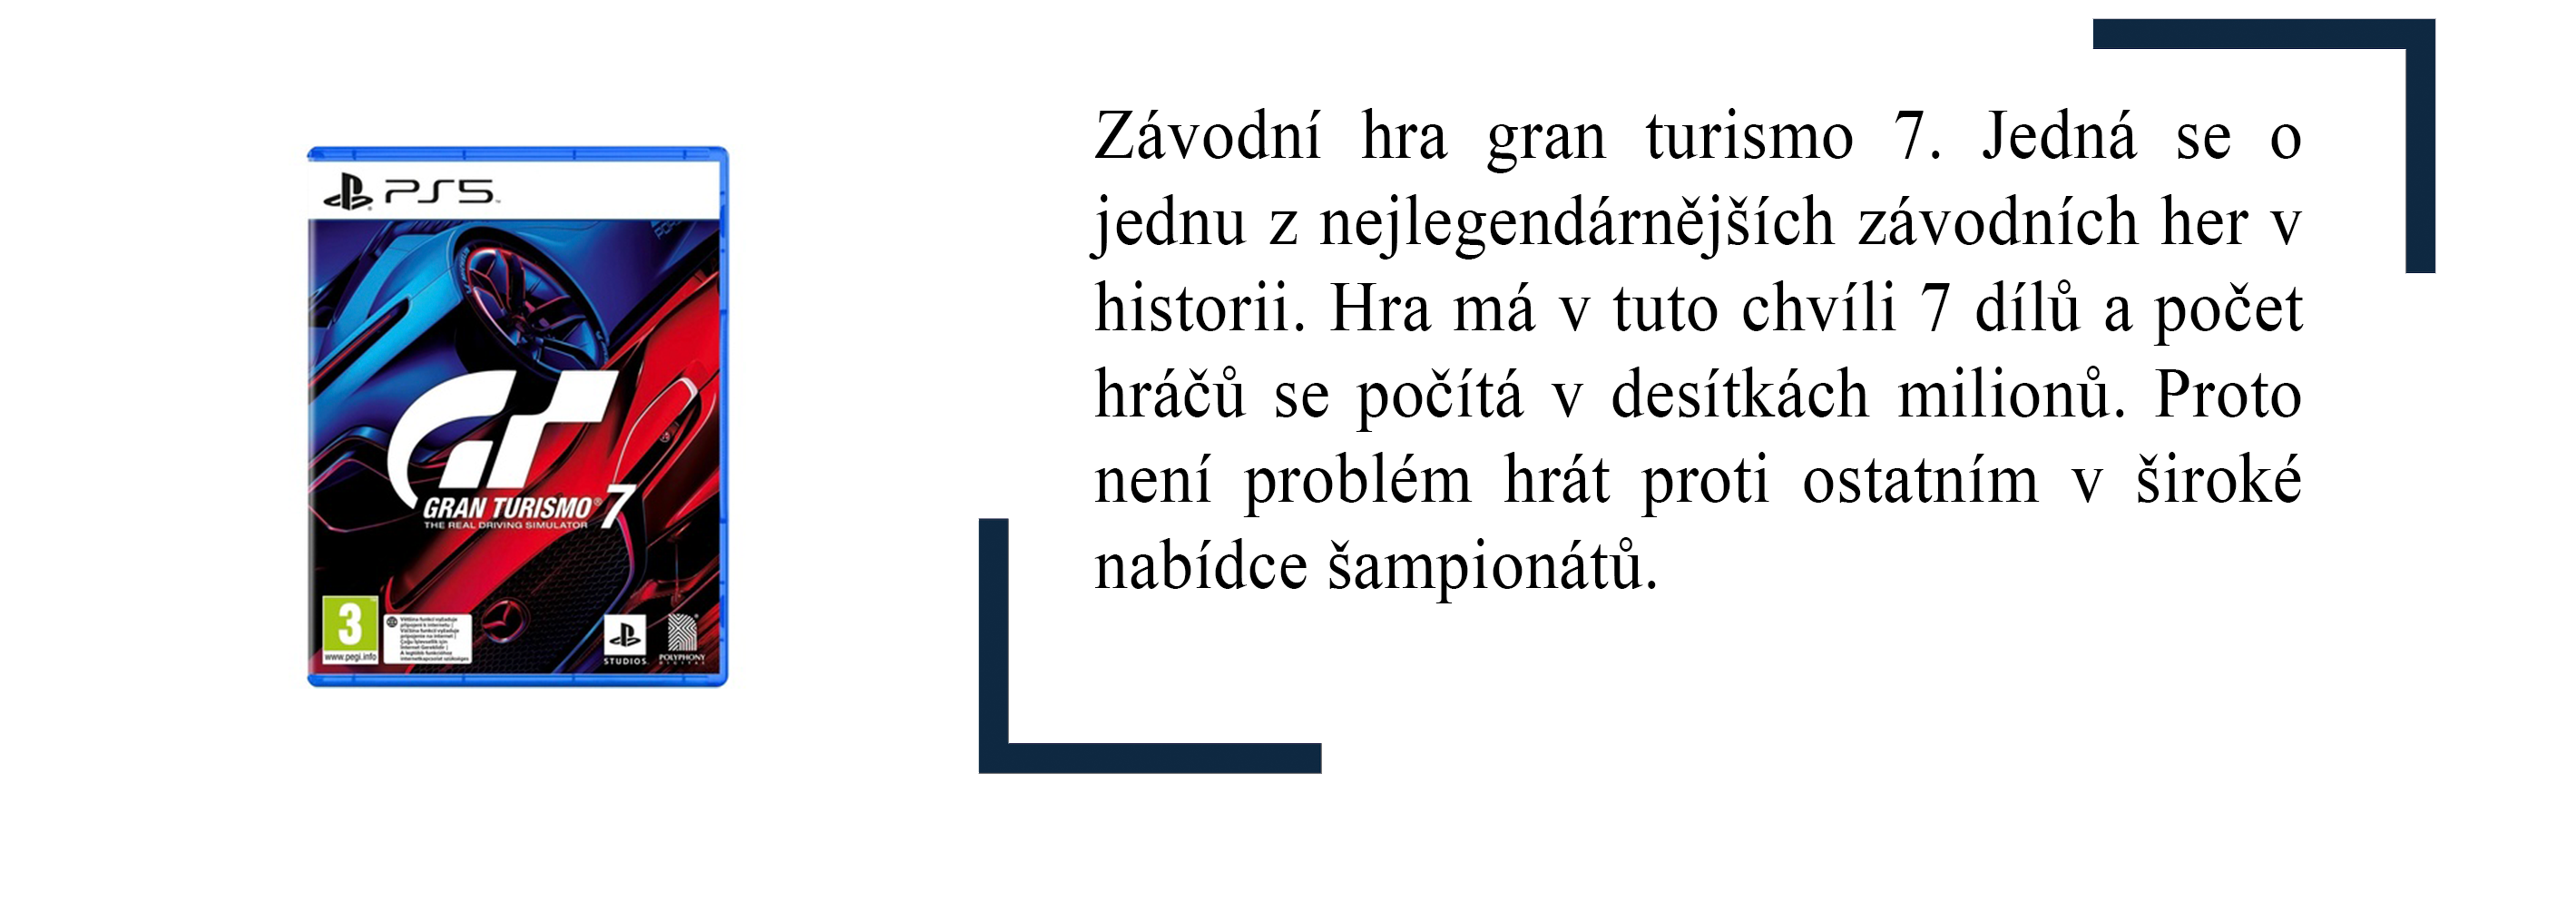 PS5
GRAN TURISMO® 7
THE REAL DRIVING SIMULATOR
3
www.pegi.info
STUDIOS
POLYPHONY
DIGITAL
Závodní hra gran turismo 7. Jedná se o
jednu z nejlegendárnějších závodních her v
historii. Hra má v tuto chvíli 7 dílů a počet
hráčů se počítá v desítkách milionů. Proto
není problém hrát proti ostatním v široké
nabídce šampionátů.